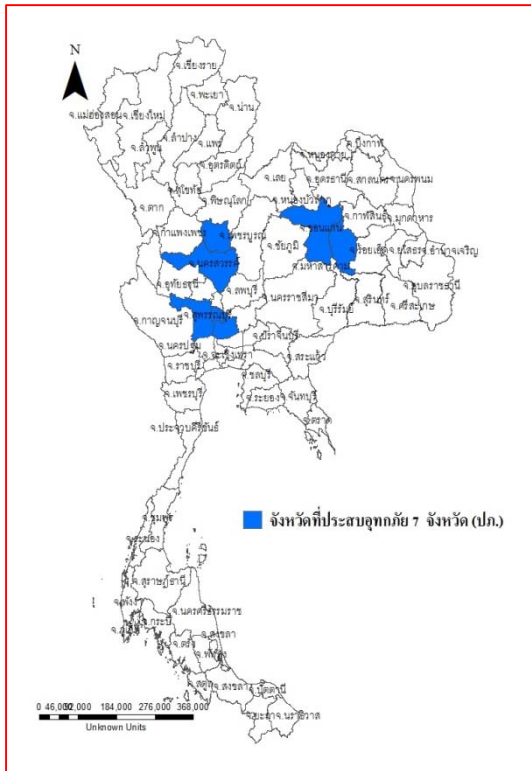 N
จ.เชียงราย
จ.พะเยา
จ.น่าน
จ.แม่ฮ่องสอน
จ.เชียงใหม่
จ.ลำปาง
จ.แพร่
จ.ลำพูน
จ.อุตรดิตถ์
จ.บึงกาฬ
จ.เลย
จ.อุดรธานี
จ.สกลนคร
จ.นครพนม
จ.สุโขทัย
จ.ตาก
จ.พิษณุโลก
จ.กาฬสินธุ์
จ.มุกดาหาร
จ.กำแพงเพชร
จ.เพชรบูรณ์
จ.ขอนแก่น
จ.ชัยภูมิ
จ.ร้อยเอ็ด
จ.ยโสธร
จ.อำนาจเจริญ
จ.นครสวรรค์
จ.มหาสารคาม
จ.อุทัยธานี
จ.ลพบุรี
จ.นครราชสีมา
จ.บุรีรัมย์
จ.สุรินทร์
จ.ศรีสะเกษ
จ.อุบลราชธานี
จ.สุพรรณบุรี
จ.กาญจนบุรี
จ.ปราจีนบุรี
จ.นครปฐม
จ.ฉะเชิงเทรา
จ.สระแก้ว
จ.ราชบุรี
จ.ชลบุรี
จ.เพชรบุรี
จ.ระยอง
จ.จันทบุรี
จ.ตราด
จ.ประจวบคีรีขันธ์
จังหวัดที่ประสบอุทกภัย 7 จังหวัด (ปภ.)
จ.ชุมพร
จ.ระนอง
จ.สุราษฎ์ธานี
จ.พังงา
จ.นครศรีธรรมราช
จ.กระบี่
จ.ตรัง
จ.สงขลา
จ.สตูล
จ.สงขลา
จ.ปัตตานี
จ.ยะลา
จ.นราธิวาส
184,000 276,000 368,000
Unknown Units